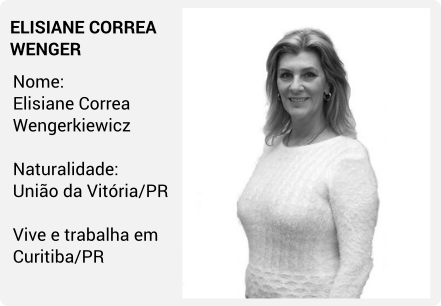 ELISIANE CORREA
WENGER
Nome:
Elisiane Correa
Wengerkiewicz
Naturalidade:
União da Vitória/PR
Vive e trabalha em
Curitiba/PR